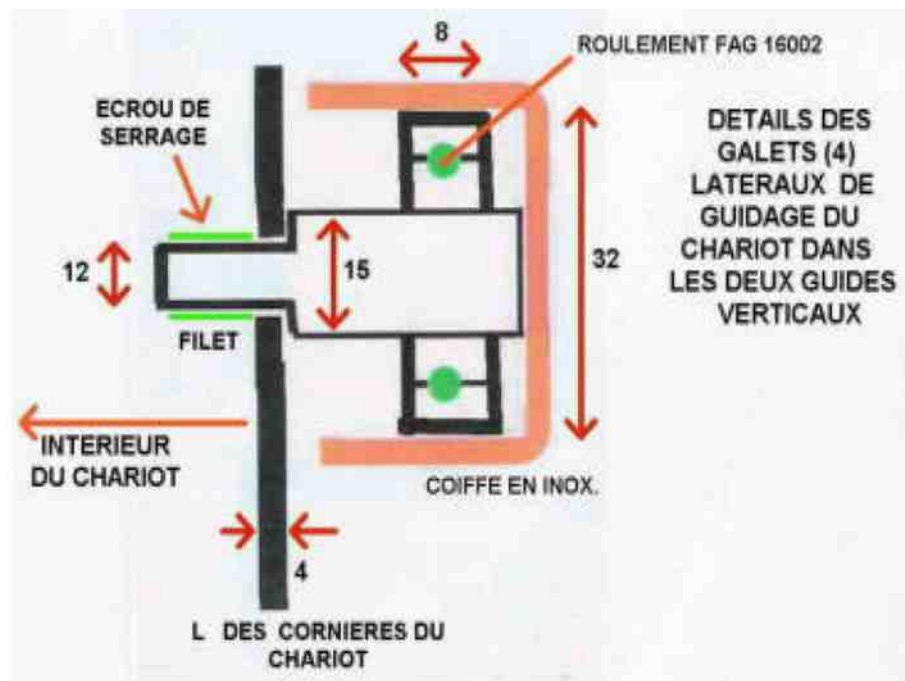 8
ROULEMENT FAG 16002
ECROU DE
SERRAGE
DETAILS DES
GALETS (4)
LATERAUX DE
GUIDAGE DU
CHARIOT DANS
LES DEUX GUIDES
VERTICAUX
12
15
32
FILET
INTERIEUR
DU CHARIOT
COIFFE EN INOX.
4
L DES CORNIERES DU
CHARIOT